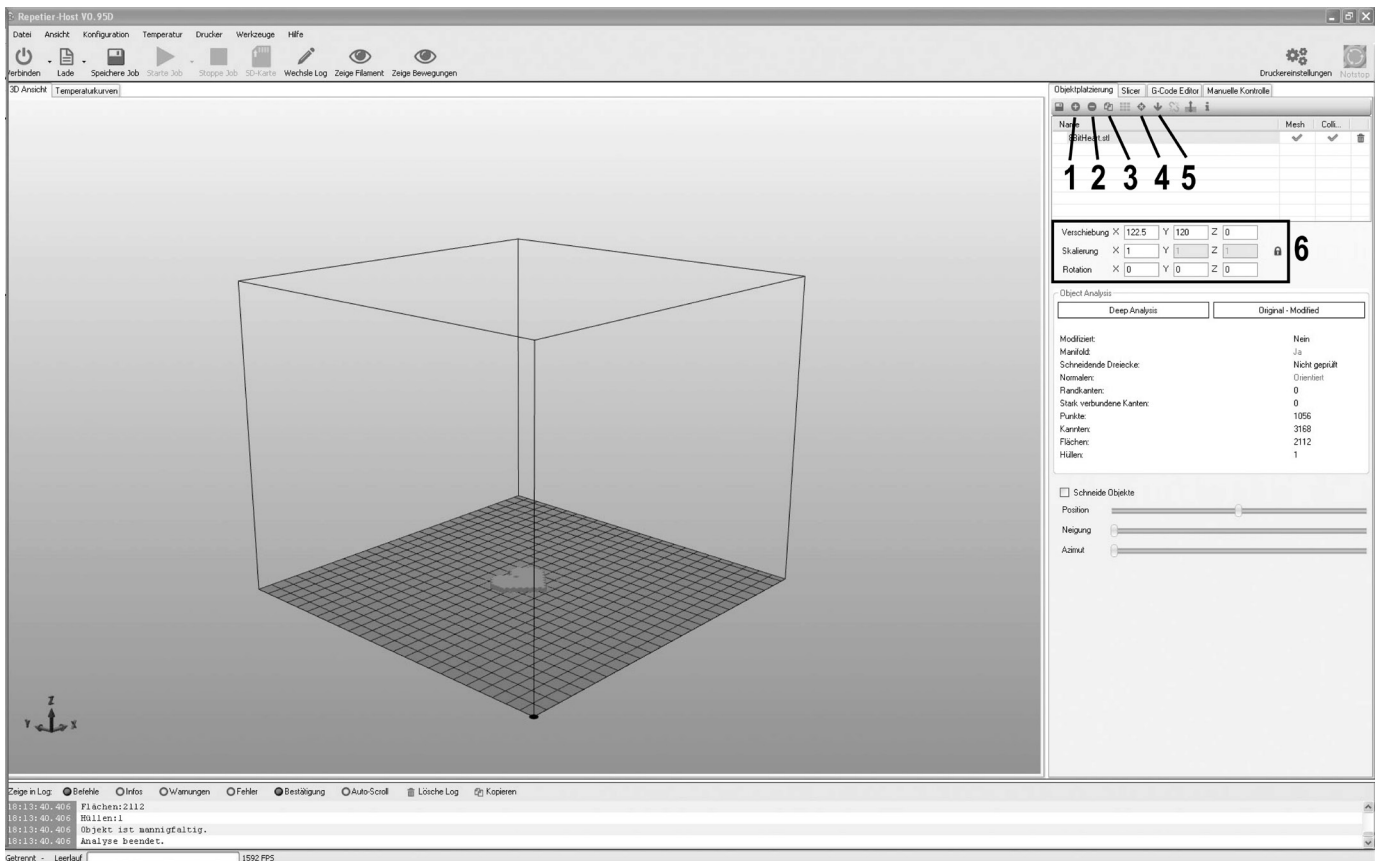 Repetier-Host V0.95D
Datei Ansicht Konfiguration Temperatur Drucker Werkzeuge Hilfe
Verbinden Lade Speichere Job Starte Job Stoppe Job SD-Karte Wechsle Log Zeige Filament Zeige Bewegungen Druckereinstellungen Notstop
3D Ansicht Temperaturkurven
Objektplatzierung Slicer G-Code Editor Manuelle Kontrolle
Name Mesh Colli...
8BitHeart.stl
1 2 3 4 5
Verschiebung X 122.5 Y 120 Z 0
Skalierung X 1 Y 1 Z 1
6
Rotation X 0 Y 0 Z 0
Object Analysis
Deep Analysis Original - Modified
Modifiziert: Nein
Manifold: Ja
Schneidende Dreiecke: Nicht geprüft
Normalen: Orientiert
Randkanten: 0
Stark verbundene Kanten: 0
Punkte: 1056
Kannten: 3168
Flächen: 2112
Hüllen: 1
Schneide Objekte
Position
Neigung
Azimut
Z
Y X
Zeige in Log: Befehle Infos Warnungen Fehler Bestätigung Auto-Scroll Lösche Log Kopieren
18:13:40.406 Flächen:2112
18:13:40.406 Hüllen:1
18:13:40.406 Objekt ist mannigfaltig.
18:13:40.406 Analyse beendet.
Getrennt - Leerlauf 1592 FPS